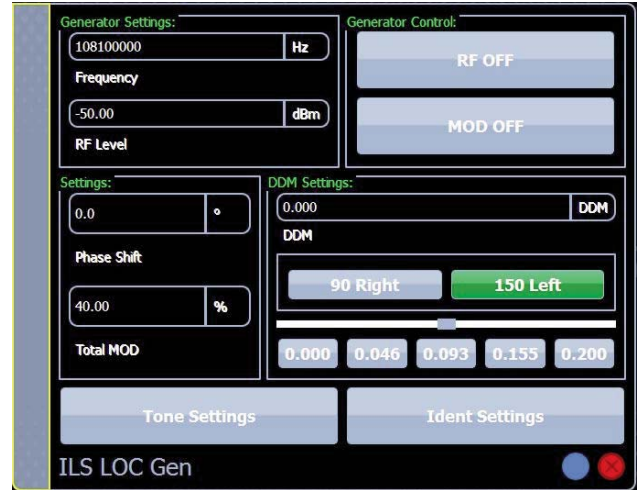 Generator Settings:
108100000 Hz
Frequency
-50.00 dBm
RF Level
Generator Control:
RF OFF
MOD OFF
Settings:
0.0 °
Phase Shift
40.00 %
Total MOD
DDM Settings:
0.000 DDM
DDM
90 Right 150 Left
0.000 0.046 0.093 0.155 0.200
Tone Settings Ident Settings
ILS LOC Gen